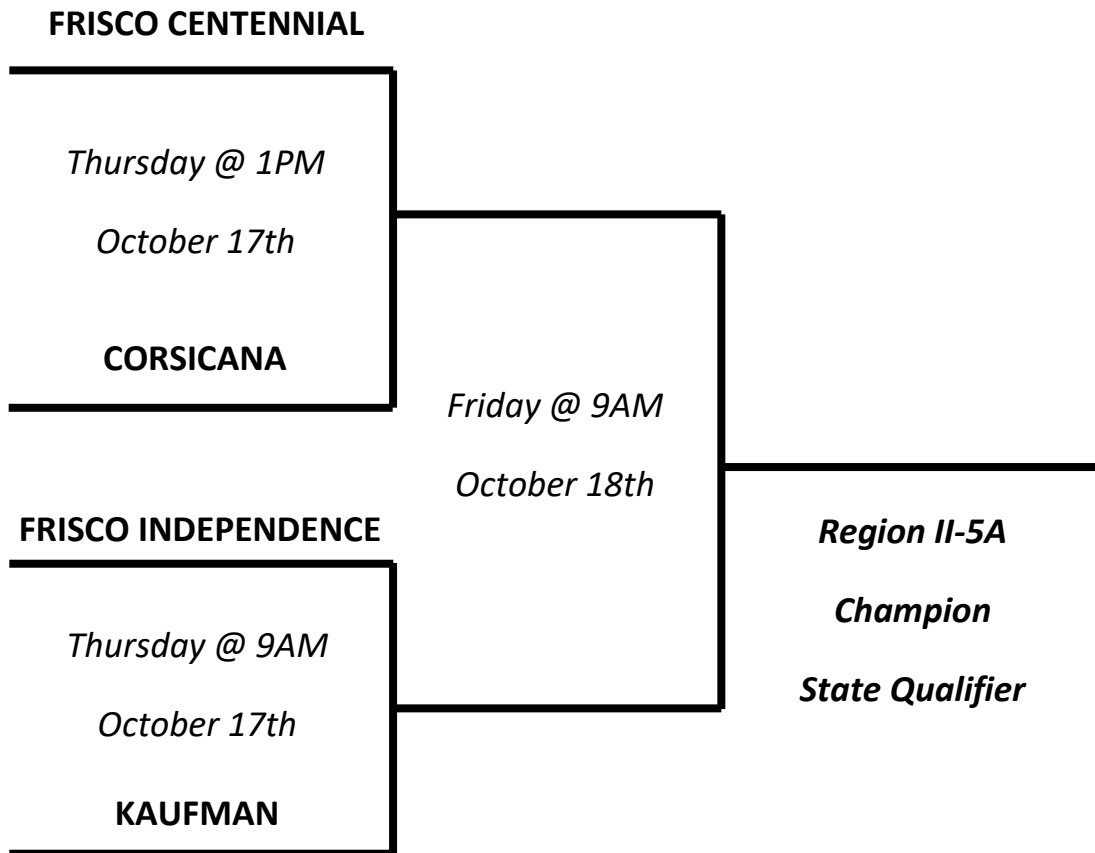 FRISCO CENTENNIAL
Thursday @ 1PM
October 17th
CORSICANA
Friday @ 9AM
October 18th
FRISCO INDEPENDENCE
Thursday @ 9AM
October 17th
KAUFMAN
Region II-5A
Champion
State Qualifier